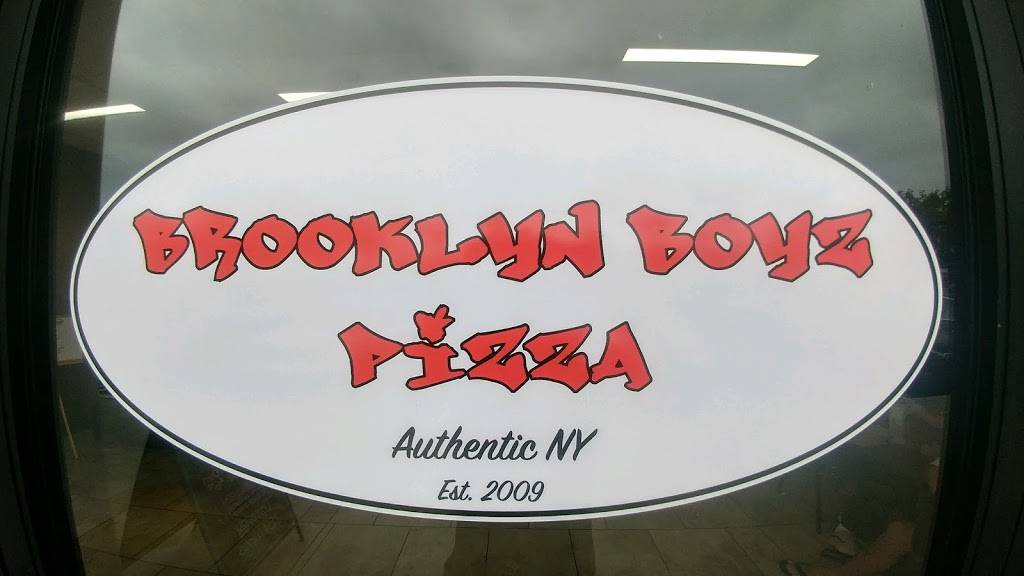 BROOKLYN BOYZ
PiZZA
Authentic NY
Est. 2009